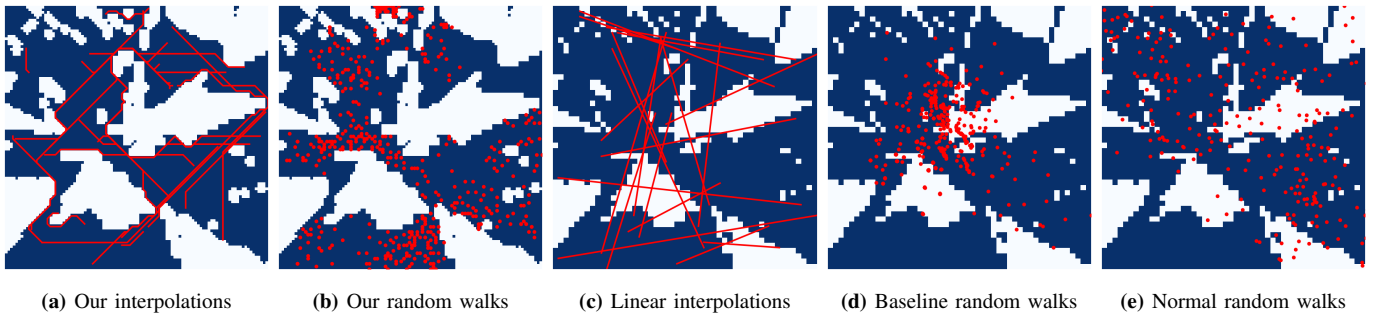 (a) Our interpolations
(b) Our random walks
(c) Linear interpolations
(d) Baseline random walks
(e) Normal random walks